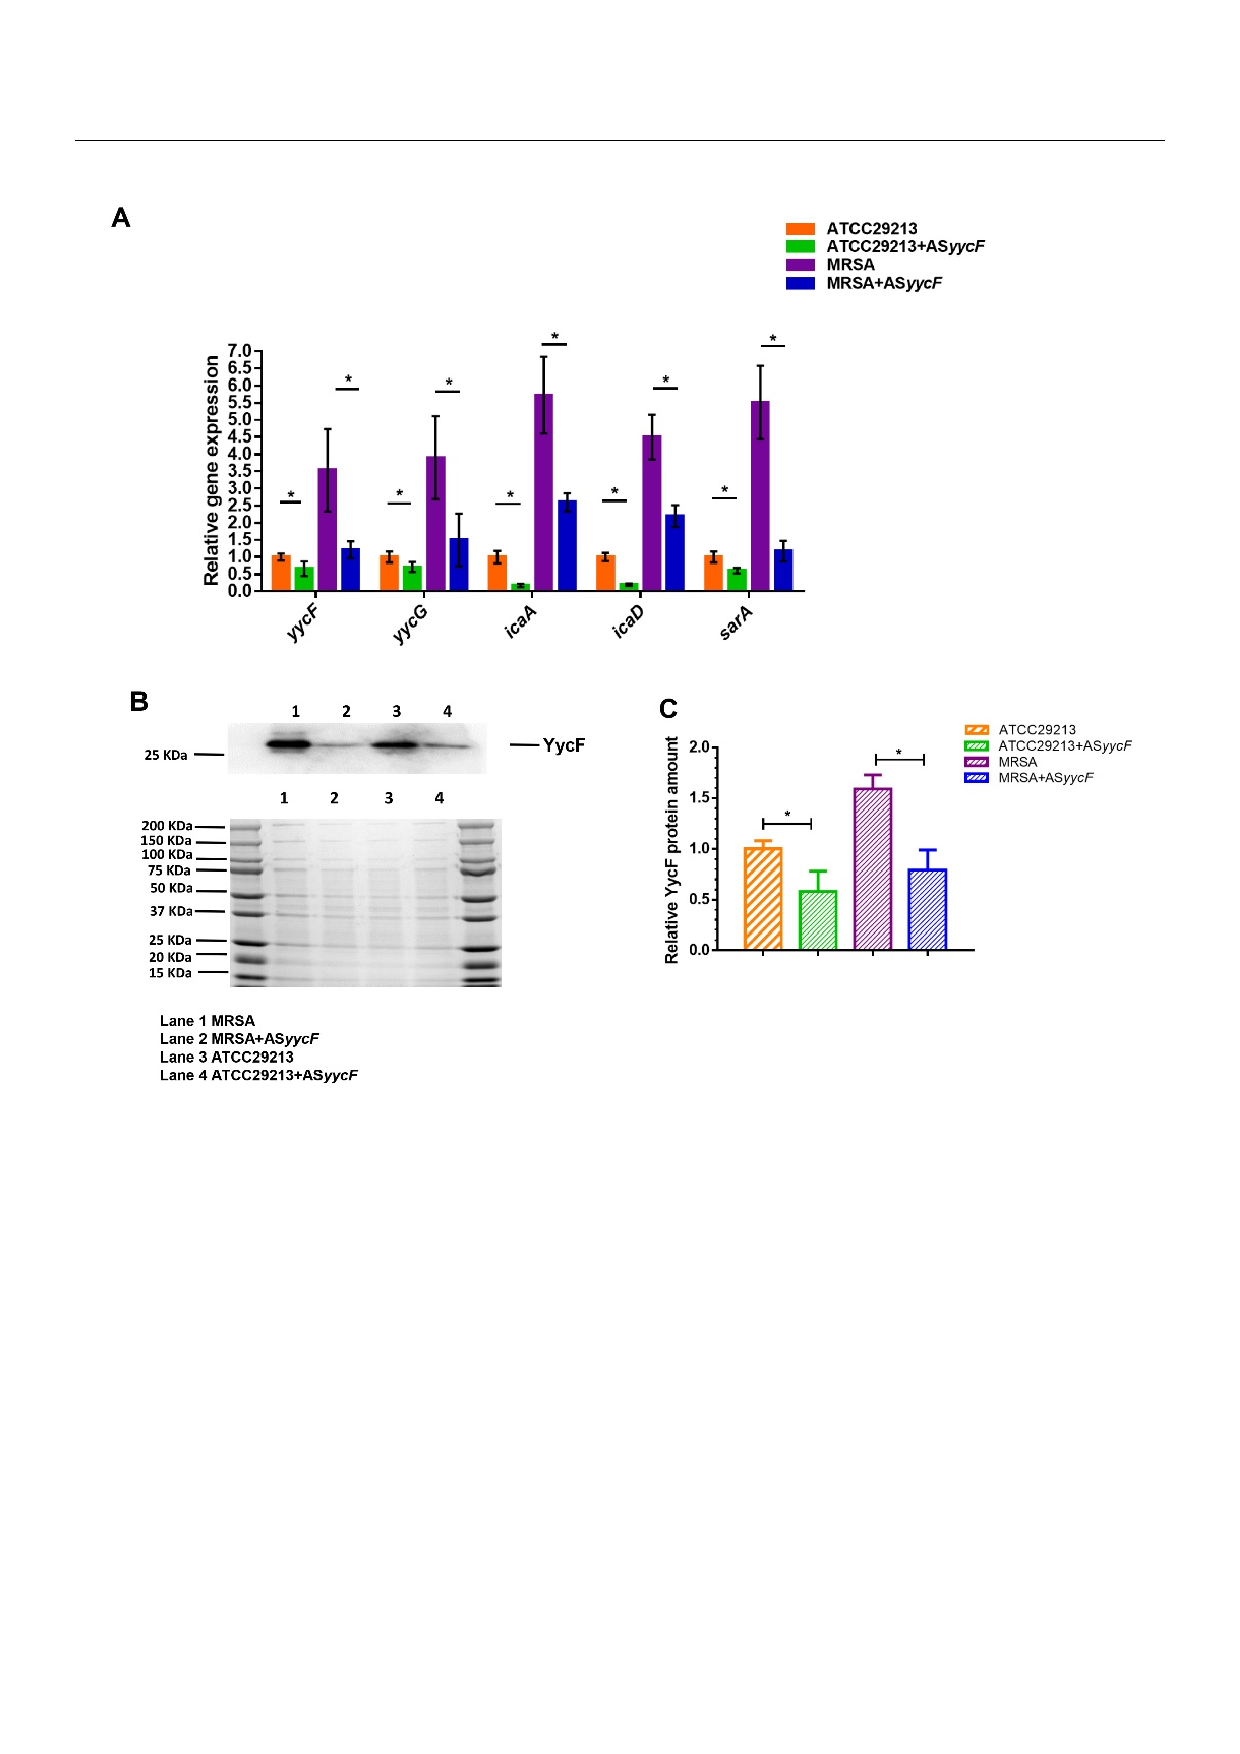 A
ATCC29213
ATCC29213+ASyycF
MRSA
MRSA+ASyycF
Relative gene expression
7.0
6.5
6.0
5.5
5.0
4.5
4.0
3.5
3.0
2.5
2.0
1.5
1.0
0.5
0.0
* * * * * * * * * *
yycF yycG icaA icaD sarA
B
1 2 3 4
25 KDa
YycF
1 2 3 4
200 KDa
150 KDa
100 KDa
75 KDa
50 KDa
37 KDa
25 KDa
20 KDa
15 KDa
Lane 1 MRSA
Lane 2 MRSA+ASyycF
Lane 3 ATCC29213
Lane 4 ATCC29213+ASyycF
C
ATCC29213
ATCC29213+ASyycF
MRSA
MRSA+ASyycF
Relative YycF protein amount
2.0
1.5
1.0
0.5
0.0
* *